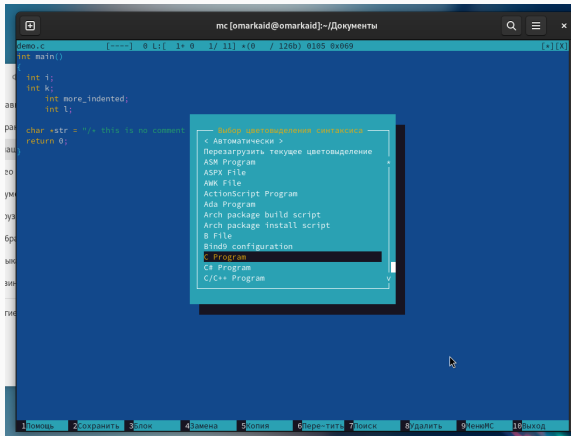 mc [omarkaid@omarkaid]:~/Документы
demo.c [----] 0 L:[ 1+ 0 1/ 11] *(0 / 126b) 0105 0x069 [*][X]
int main()
{
int i;
int k;
int more_indented;
int l;
char *str = "/* this is no comment
return 0;
}
Выбор цветовыделения синтаксиса
< Автоматически >
Перезагрузить текущее цветовыделение
ASM Program
ASPX File
AWK File
ActionScript Program
Ada Program
Arch package build script
Arch package install script
B File
Bind9 configuration
C Program
C# Program
C/C++ Program
1Помощь 2Сохранить 3Блок 4Замена 5Копия 6Пере~тить 7Поиск 8Удалить 9МенюMC 10Выход